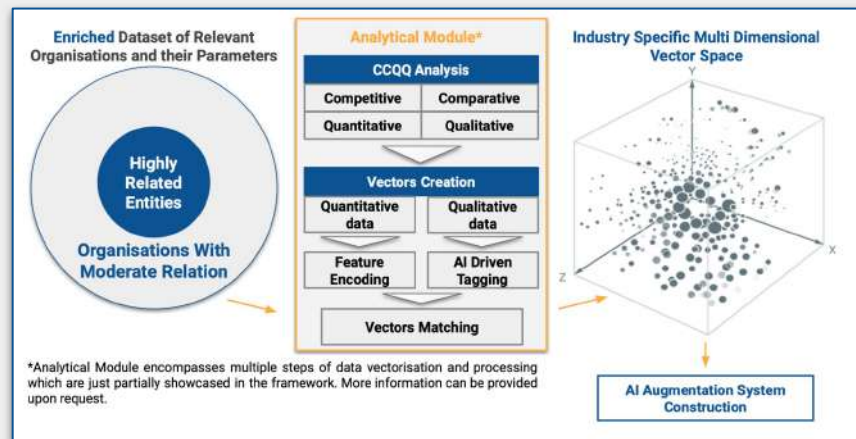 Enriched Dataset of Relevant
Organisations and their Parameters
Highly
Related
Entities
Organisations With
Moderate Relation
Analytical Module*
CCQQ Analysis
Competitive
Comparative
Quantitative
Qualitative
Vectors Creation
Quantitative
data
Qualitative
data
Feature
Encoding
AI Driven
Tagging
Vectors Matching
Industry Specific Multi Dimensional
Vector Space
Y
X
Z
AI Augmentation System
Construction
*Analytical Module encompasses multiple steps of data vectorisation and processing
which are just partially showcased in the framework. More information can be provided
upon request.